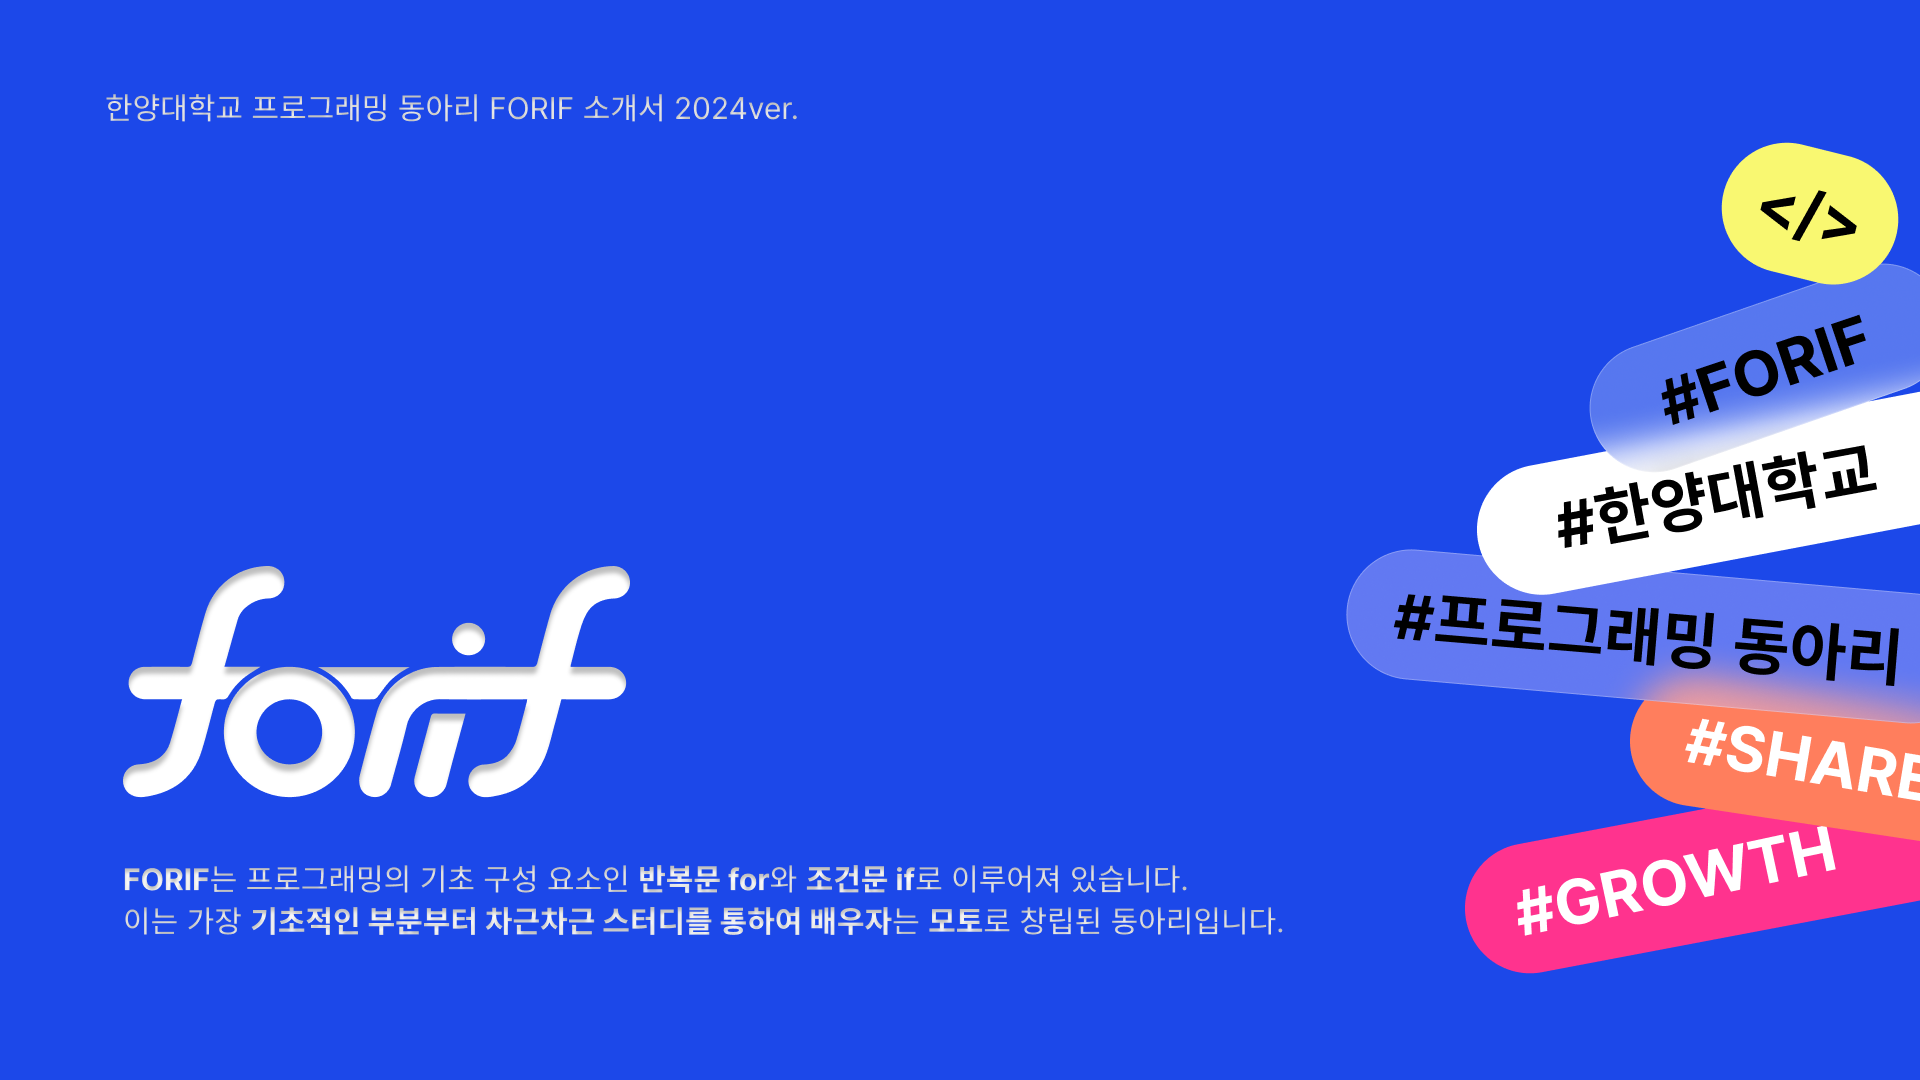 한양대학교 프로그래밍 동아리 FORIF 소개서 2024ver.
</>
#FORIF
#한양대학교
#프로그래밍 동아리
#SHARE
#GROWTH
forif
FORIF는 프로그래밍의 기초 구성 요소인 반복문 for와 조건문 if로 이루어져 있습니다.
이는 가장 기초적인 부분부터 차근차근 스터디를 통하여 배우자는 모토로 창립된 동아리입니다.